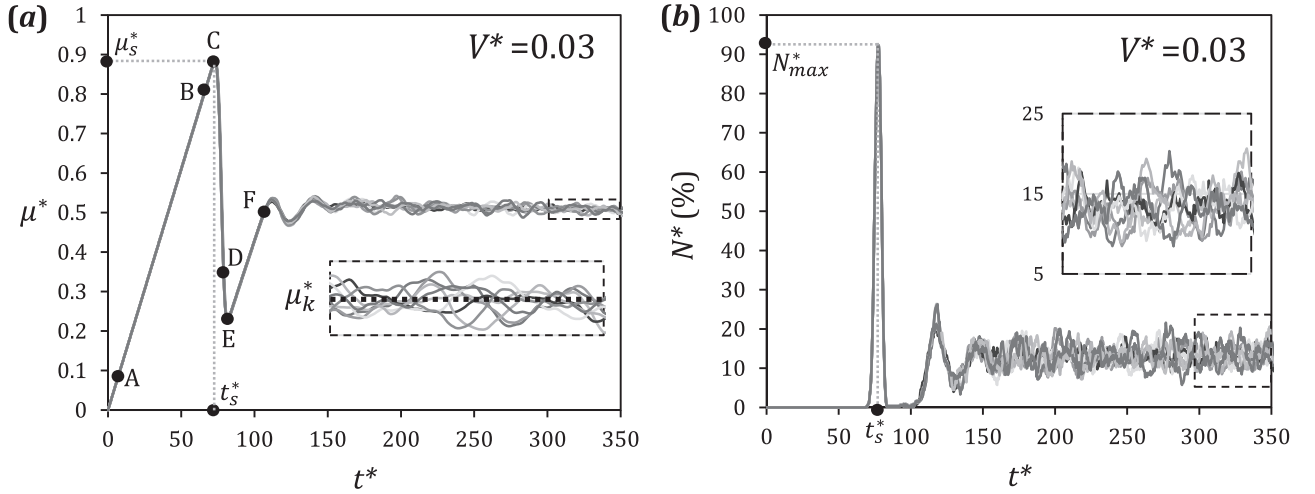 (a)
V* =0.03
μ*
1
0.9
0.8
0.7
0.6
0.5
0.4
0.3
0.2
0.1
0
μ*s
C
B
D
E
F
A
μ*k
t*s
0 50 100 150 200 250 300 350
t*
(b)
V* =0.03
N* (%)
100
90
80
70
60
50
40
30
20
10
0
N*max
25
15
5
0 50 t*s 100 150 200 250 300 350
t*